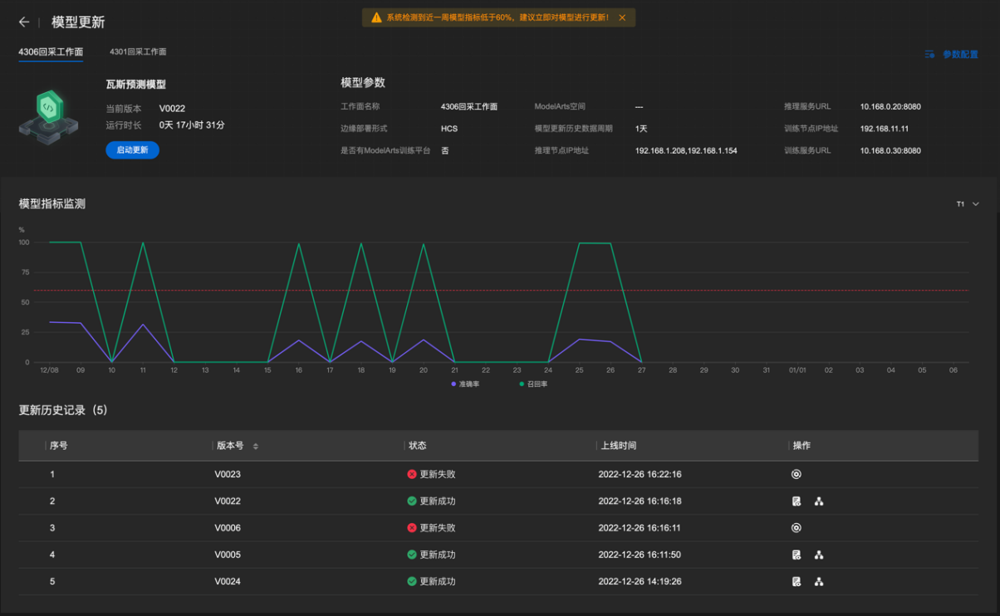 模型更新
系统检测到近一周模型指标低于60%，建议立即对模型进行更新！
4306回采工作面 4301回采工作面
参数配置
瓦斯预测模型
当前版本 V0022
运行时长 0天 17小时 31分
启动更新
模型参数
工作面名称 4306回采工作面 ModelArts空间 --- 推理服务URL 10.168.0.20:8080
边缘部署形式 HCS 模型更新历史数据周期 1天 训练节点IP地址 192.168.11.11
是否有ModelArts训练平台 否 推理节点IP地址 192.168.1.208,192.168.1.154 训练服务URL 10.168.0.30:8080
模型指标监测
T1
%
100
75
50
25
0
12/08 09 10 11 12 13 14 15 16 17 18 19 20 21 22 23 24 25 26 27 28 29 30 31 01/01 02 03 04 05 06
准确率 召回率
更新历史记录（5）
序号 版本号 状态 上线时间 操作
1 V0023 更新失败 2022-12-26 16:22:16
2 V0022 更新成功 2022-12-26 16:16:18
3 V0006 更新失败 2022-12-26 16:16:11
4 V0005 更新成功 2022-12-26 16:11:50
5 V0024 更新成功 2022-12-26 14:19:26